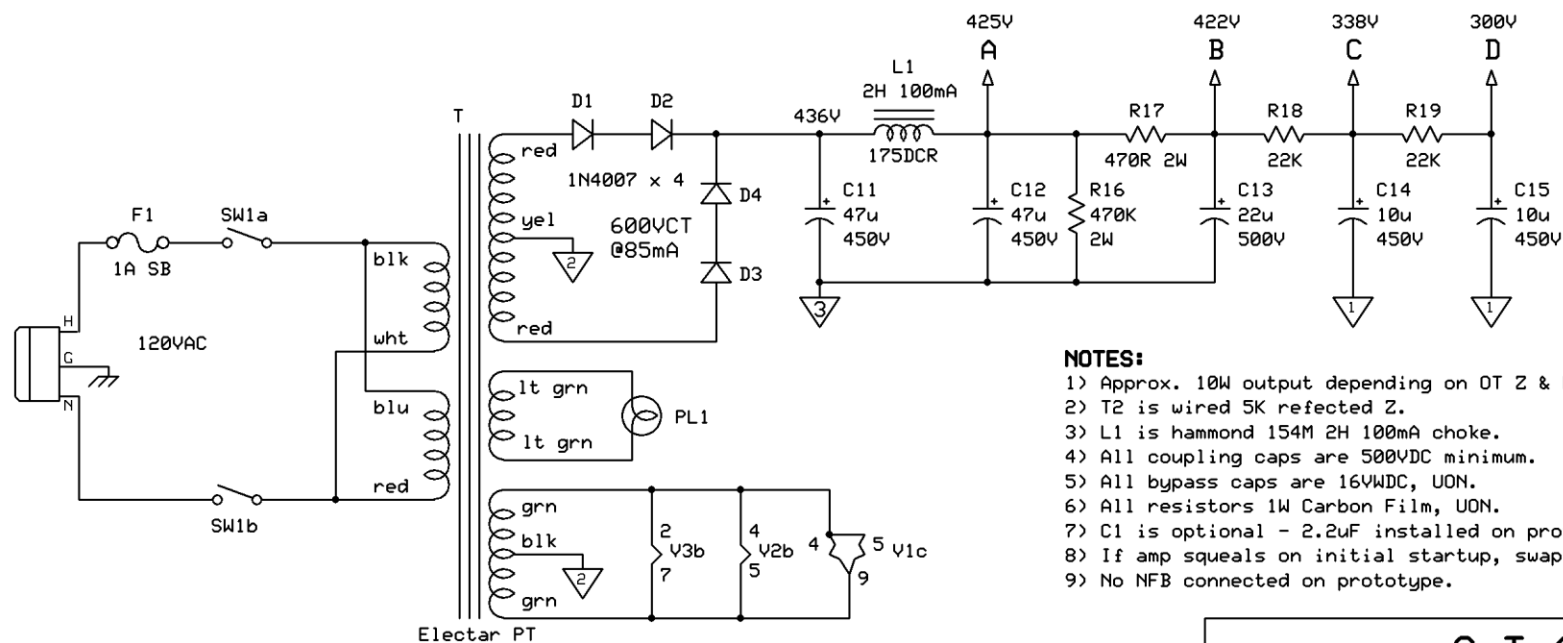 425V
422V
338V
300V
A
B
C
D
L1
2H 100mA
175DCR
436V
T
D1
D2
red
1N4007 x 4
yel
600VCT
@85mA
2
red
D4
D3
R17
470R 2W
R18
22K
R19
22K
C11
47u
450V
C12
47u
450V
R16
470K
2W
C13
22u
500V
C14
10u
450V
C15
10u
450V
3
1
1
F1
1A SB
SW1a
blk
wht
blu
red
H
G
N
120VAC
SW1b
lt grn
lt grn
PL1
grn
blk
grn
2
2
V3b
7
4
V2b
5
4
5
V1c
9
Electar PT
NOTES:
1) Approx. 10W output depending on OT Z &
2) T2 is wired 5K refected Z.
3) L1 is hammond 154M 2H 100mA choke.
4) All coupling caps are 500VDC minimum.
5) All bypass caps are 16VWDC, UON.
6) All resistors 1W Carbon Film, UON.
7) C1 is optional - 2.2uF installed on pro
8) If amp squeals on initial startup, swap
9) No NFB connected on prototype.